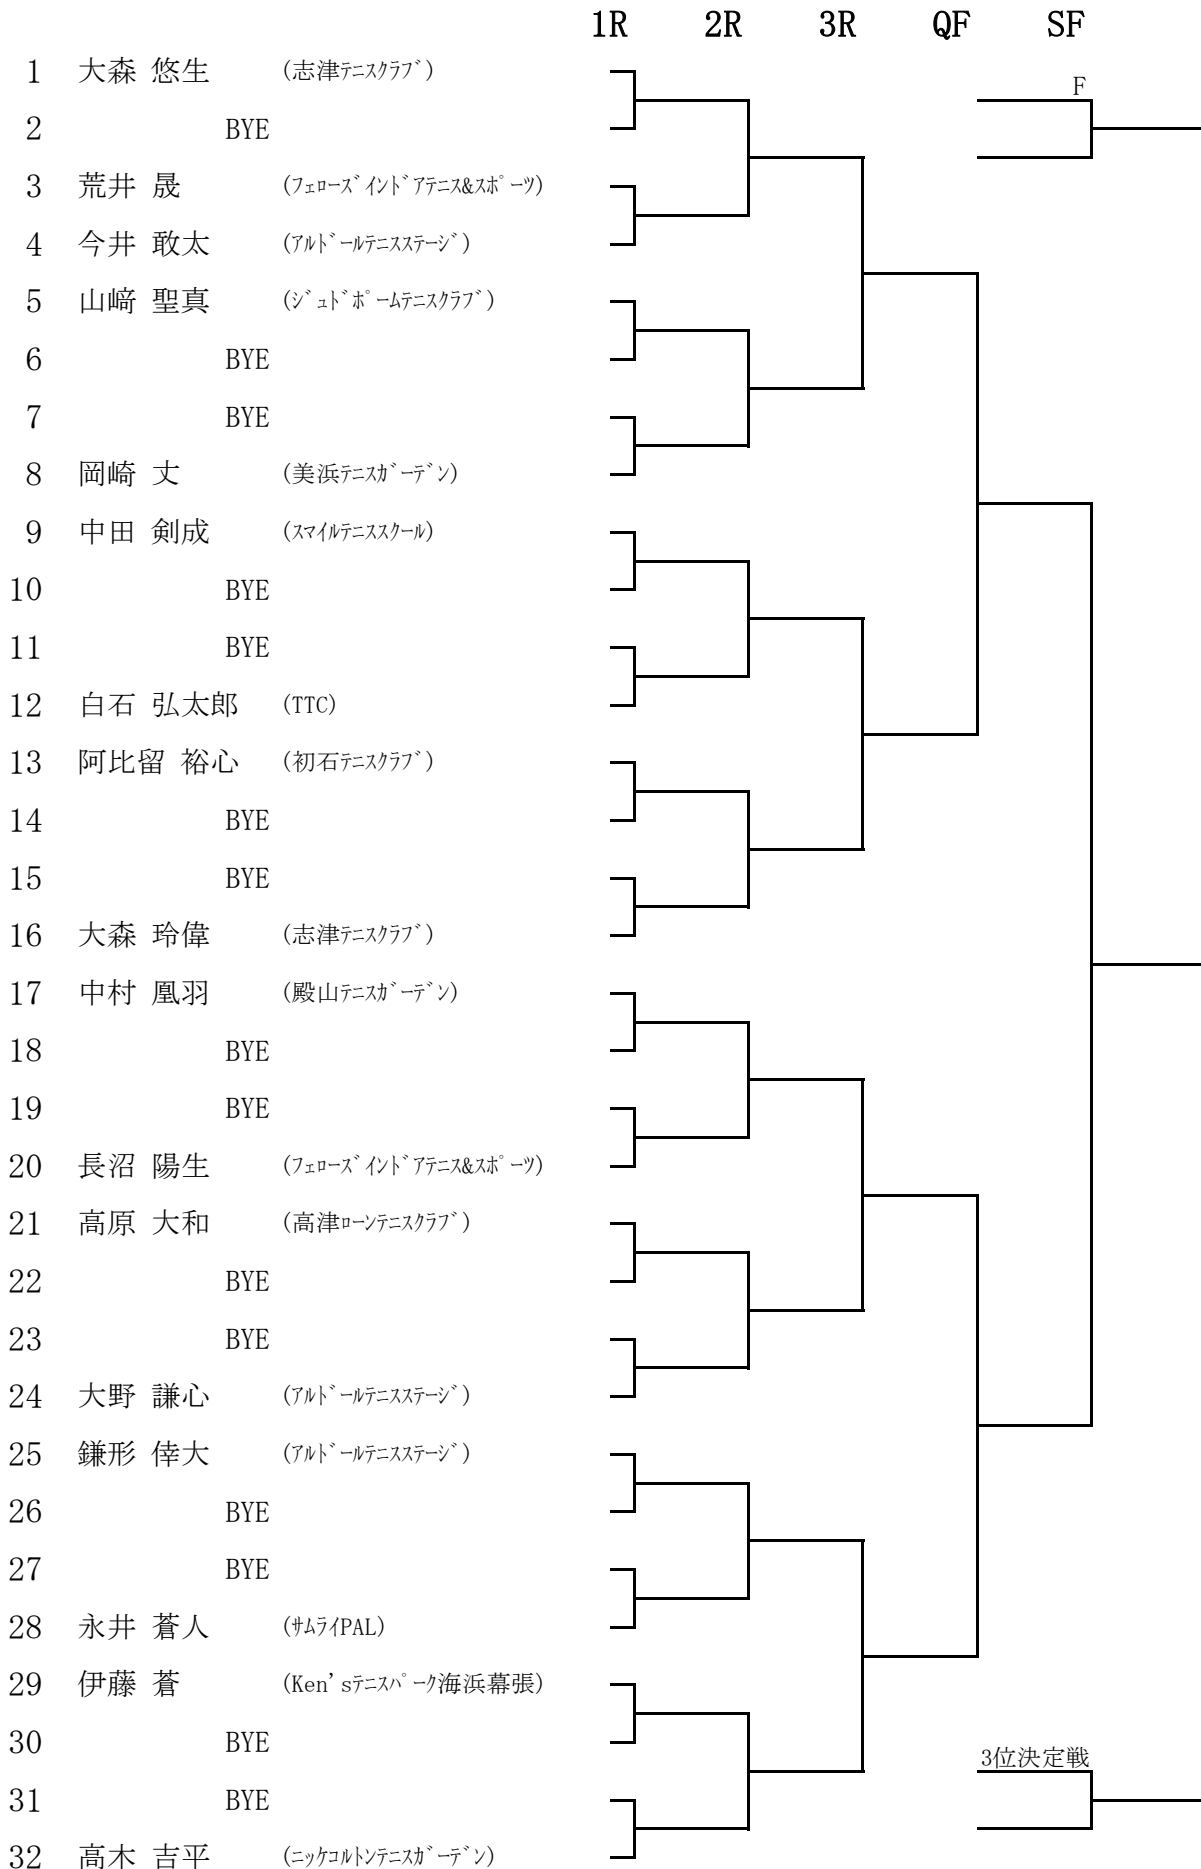 1R 2R 3R QF SF
1 大森 悠生 (志津ﾃﾆｽｸﾗﾌﾞ)
F
2 BYE
3 荒井 晟 (ﾌｪﾛｰｽﾞｲﾝﾄﾞｱﾃﾆｽ&ｽﾎﾟｰﾂ)
4 今井 敢太 (ｱﾙﾄﾞｰﾙﾃﾆｽｽﾃｰｼﾞ)
5 山﨑 聖真 (ｼﾞｭﾄﾞﾎﾟｰﾑﾃﾆｽｸﾗﾌﾞ)
6 BYE
7 BYE
8 岡崎 丈 (美浜ﾃﾆｽｶﾞｰﾃﾞﾝ)
9 中田 剣成 (ｽﾏｲﾙﾃﾆｽｽｸｰﾙ)
10 BYE
11 BYE
12 白石 弘太郎 (TTC)
13 阿比留 裕心 (初石ﾃﾆｽｸﾗﾌﾞ)
14 BYE
15 BYE
16 大森 玲偉 (志津ﾃﾆｽｸﾗﾌﾞ)
17 中村 凰羽 (殿山ﾃﾆｽｶﾞｰﾃﾞﾝ)
18 BYE
19 BYE
20 長沼 陽生 (ﾌｪﾛｰｽﾞｲﾝﾄﾞｱﾃﾆｽ&ｽﾎﾟｰﾂ)
21 高原 大和 (高津ﾛｰﾝﾃﾆｽｸﾗﾌﾞ)
22 BYE
23 BYE
24 大野 謙心 (ｱﾙﾄﾞｰﾙﾃﾆｽｽﾃｰｼﾞ)
25 鎌形 倖大 (ｱﾙﾄﾞｰﾙﾃﾆｽｽﾃｰｼﾞ)
26 BYE
27 BYE
28 永井 蒼人 (ｻﾑﾗｲPAL)
29 伊藤 蒼 (Ken'sﾃﾆｽﾊﾟｰｸ海浜幕張)
30 BYE
3位決定戦
31 BYE
32 高木 吉平 (ﾆｯｹｺﾙﾄﾝﾃﾆｽｶﾞｰﾃﾞﾝ)